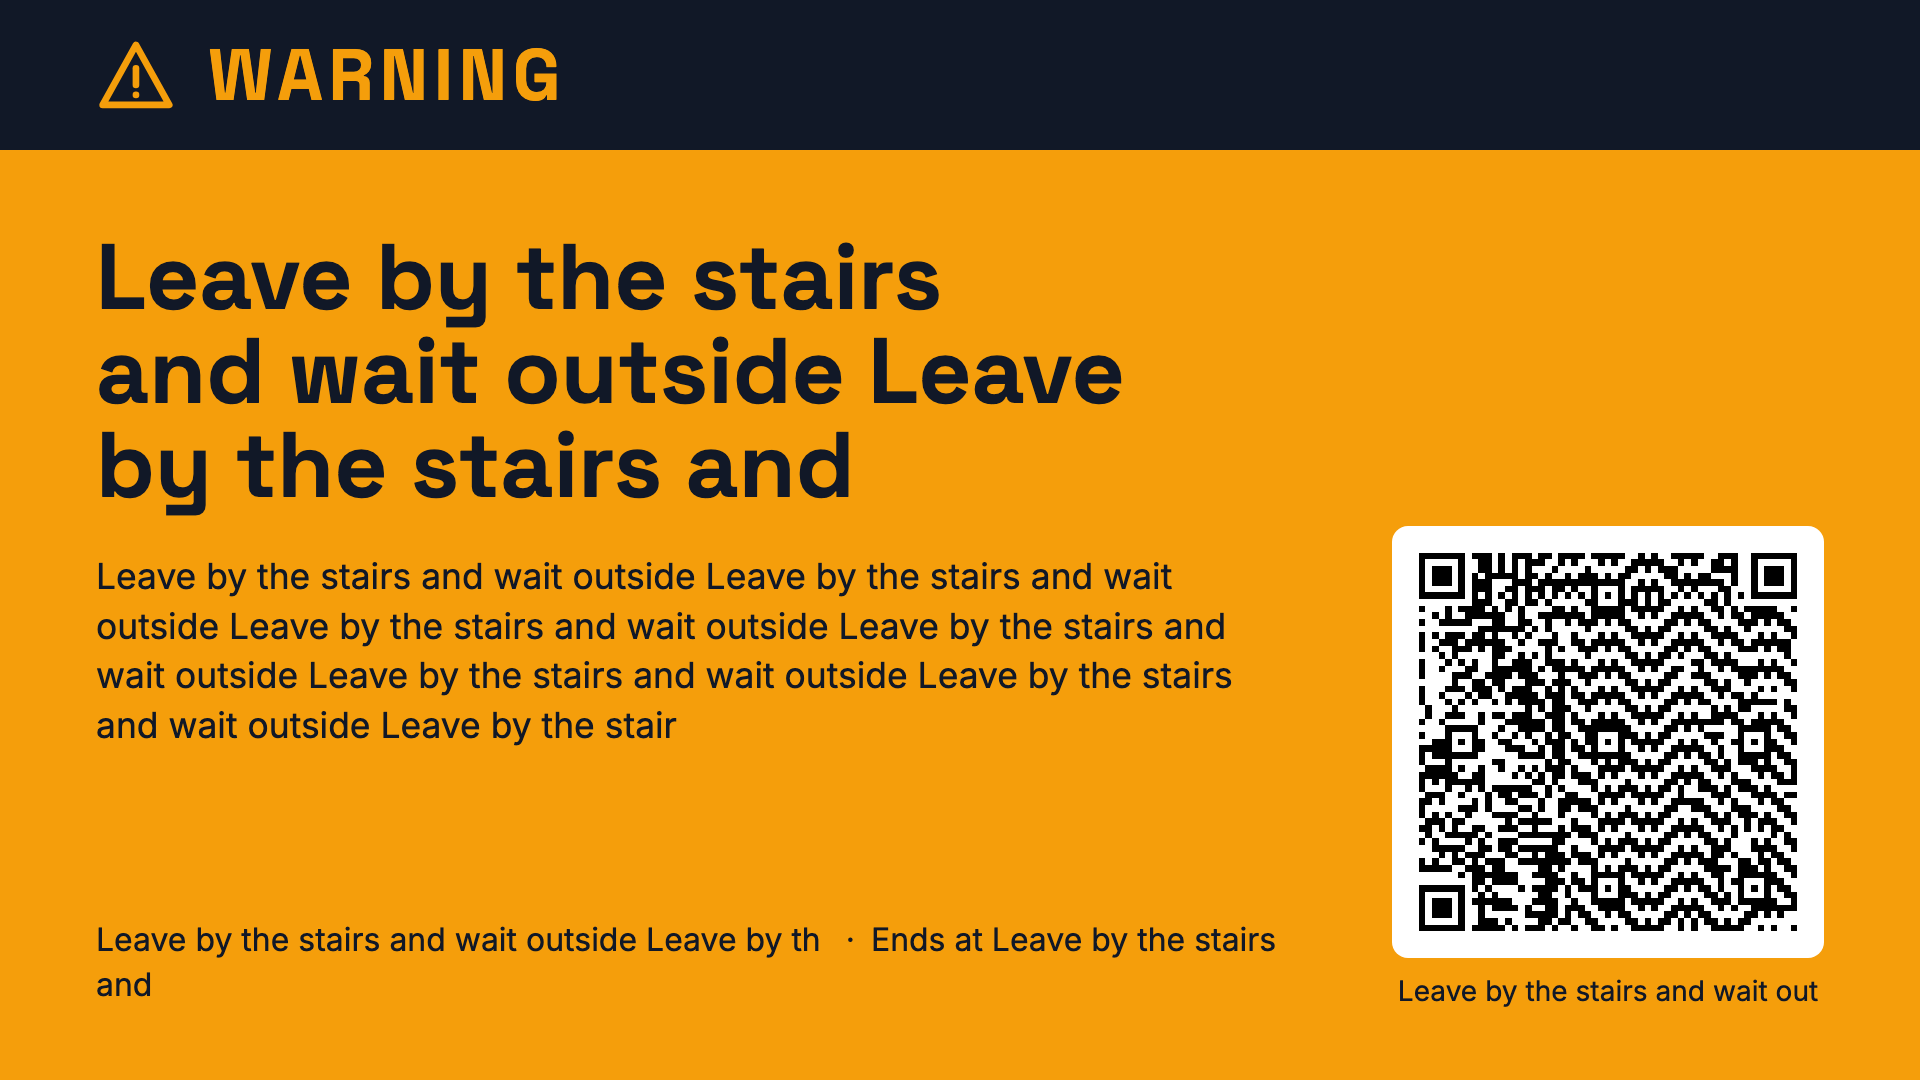 WARNING
Leave by the stairs
and wait outside Leave
by the stairs and
Leave by the stairs and wait outside Leave by the stairs and wait
outside Leave by the stairs and wait outside Leave by the stairs and
wait outside Leave by the stairs and wait outside Leave by the stairs
and wait outside Leave by the stair
Leave by the stairs and wait outside Leave by th · Ends at Leave by the stairs
and
Leave by the stairs and wait out